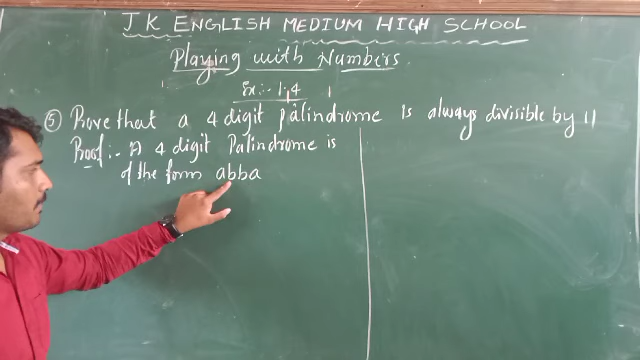 J K ENGLISH MEDIUM HIGH SCHOOL
Playing with Numbers.
Ex:- 1.4
⑤ Prove that a 4 digit palindrome is always divisible by 11
Proof:- A 4 digit Palindrome is
of the form abba